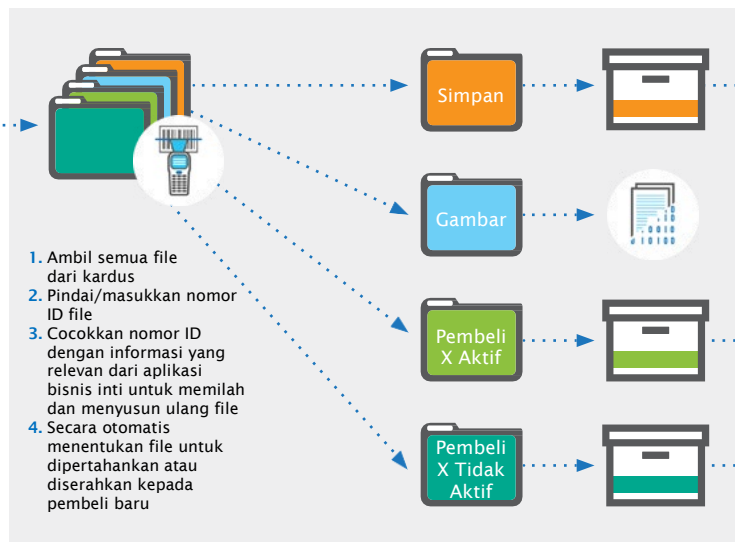 Simpan
Gambar
1. Ambil semua file
dari kardus
2. Pindai/masukkan nomor
ID file
3. Cocokkan nomor ID
dengan informasi yang
relevan dari aplikasi
bisnis inti untuk memilah
dan menyusun ulang file
4. Secara otomatis
menentukan file untuk
dipertahankan atau
diserahkan kepada
pembeli baru
Pembeli
X Aktif
Pembeli
X Tidak
Aktif